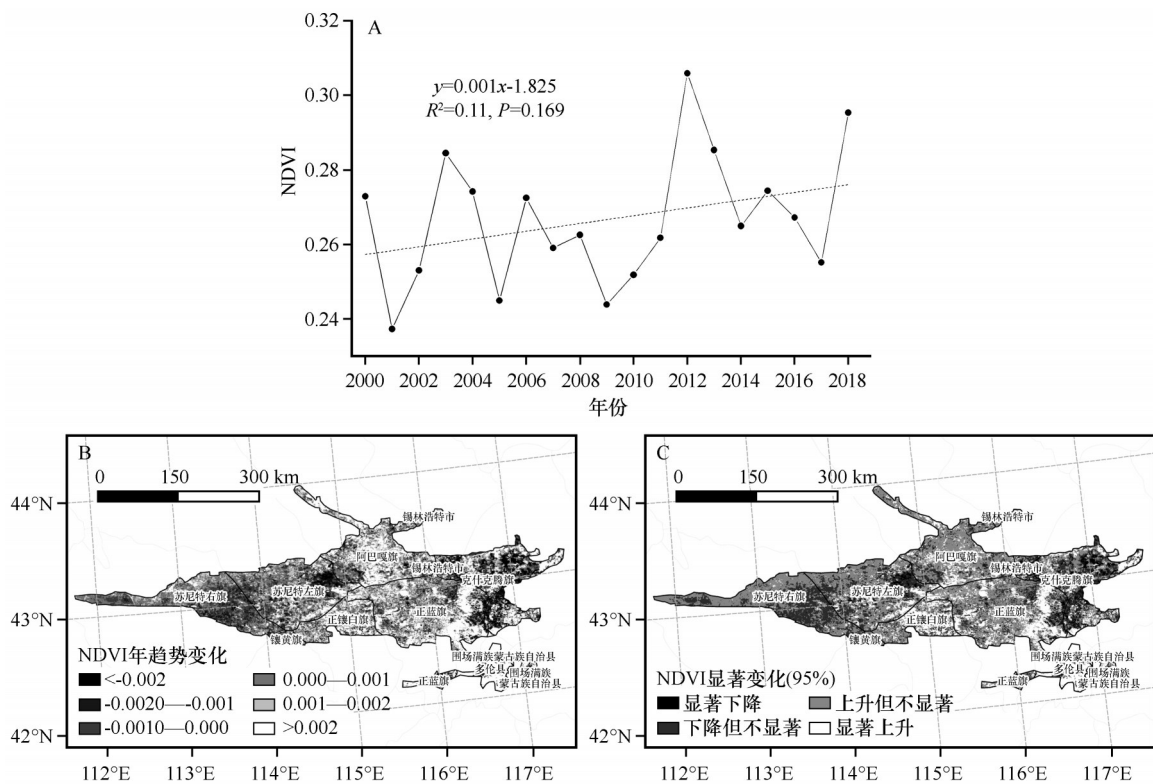 A
0.32
0.30
0.28
0.26
0.24
NDVI
y=0.001x-1.825
R²=0.11, P=0.169
2000 2002 2004 2006 2008 2010 2012 2014 2016 2018
年份
B
0 150 300 km
44°N
43°N
42°N
锡林浩特市
阿巴嘎旗
锡林浩特市
克什克腾旗
苏尼特右旗
苏尼特左旗
正蓝旗
正镶白旗
镶黄旗
围场满族蒙古族自治县
多伦县
围场满族
蒙古族自治县
正蓝旗
NDVI年趋势变化
<-0.002
0.000—0.001
-0.0020—-0.001
0.001—0.002
-0.0010—0.000
>0.002
112°E 113°E 114°E 115°E 116°E 117°E
C
0 150 300 km
44°N
43°N
42°N
锡林浩特市
阿巴嘎旗
锡林浩特市
克什克腾旗
苏尼特右旗
苏尼特左旗
正蓝旗
正镶白旗
镶黄旗
围场满族蒙古族自治县
多伦县
围场满族
蒙古族自治县
正蓝旗
NDVI显著变化(95%)
显著下降
上升但不显著
下降但不显著
显著上升
112°E 113°E 114°E 115°E 116°E 117°E